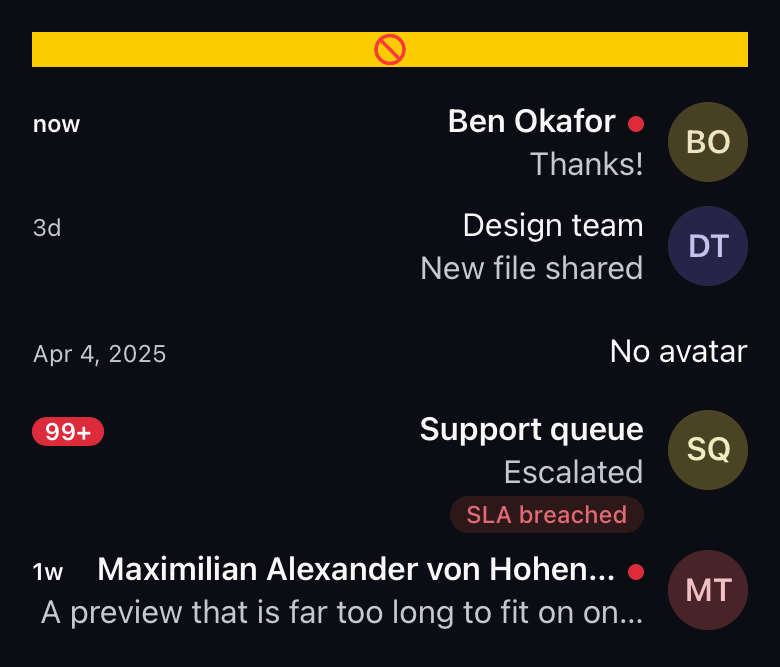 now
Ben Okafor
BO
Thanks!
3d
Design team
DT
New file shared
Apr 4, 2025
No avatar
99+
Support queue
SQ
Escalated
SLA breached
1w
Maximilian Alexander von Hohen...
MT
A preview that is far too long to fit on on...